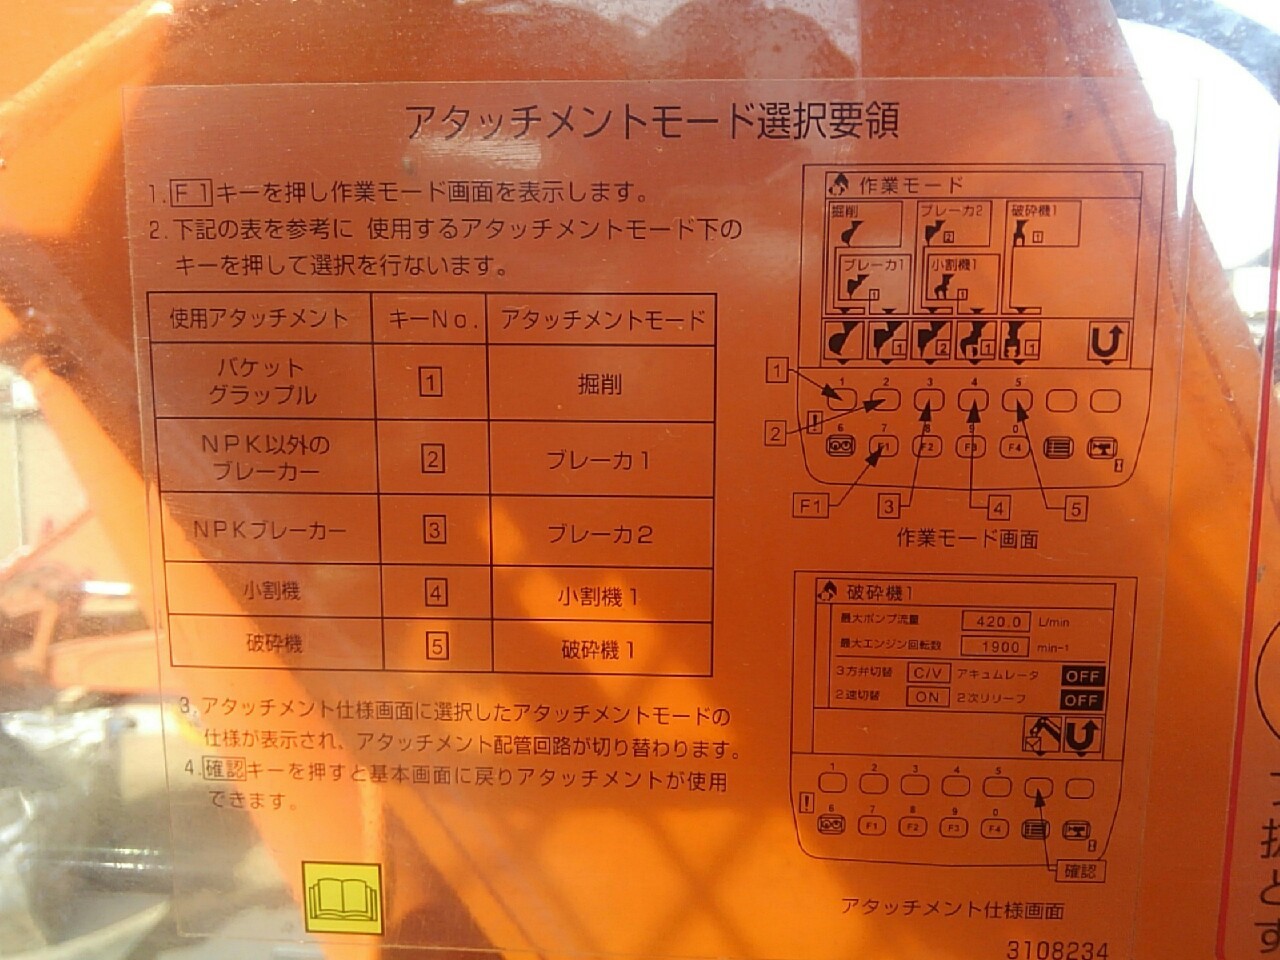 アタッチメントモード選択要領
1. F1 キーを押し作業モード画面を表示します。
2. 下記の表を参考に 使用するアタッチメントモード下の
キーを押して選択を行ないます。
使用アタッチメント キーNo. アタッチメントモード
バケット
グラップル
1 掘削
NPK以外の
ブレーカー
2 ブレーカ1
NPKブレーカー 3 ブレーカ2
小割機 4 小割機1
破砕機 5 破砕機1
3. アタッチメント仕様画面に選択したアタッチメントモードの
仕様が表示され、アタッチメント配管回路が切り替わります。
4. 確認 キーを押すと基本画面に戻りアタッチメントが使用
できます。
作業モード
掘削 ブレーカ2 破砕機1
2 1
ブレーカ1 小割機1
1 1
1 2 1 1
1 2 3 4 5
1
2
!
6 7 8 9 0
F1 F2 F3 F4
F1 3 4 5
作業モード画面
破砕機1
最大ポンプ流量 420.0 L/min
最大エンジン回転数 1900 min-1
3方弁切替 C/V アキュムレータ OFF
2速切替 ON 2次リリーフ OFF
1 2 3 4 5
!
6 7 8 9 0
F1 F2 F3 F4
確認
アタッチメント仕様画面
3108234
と
す